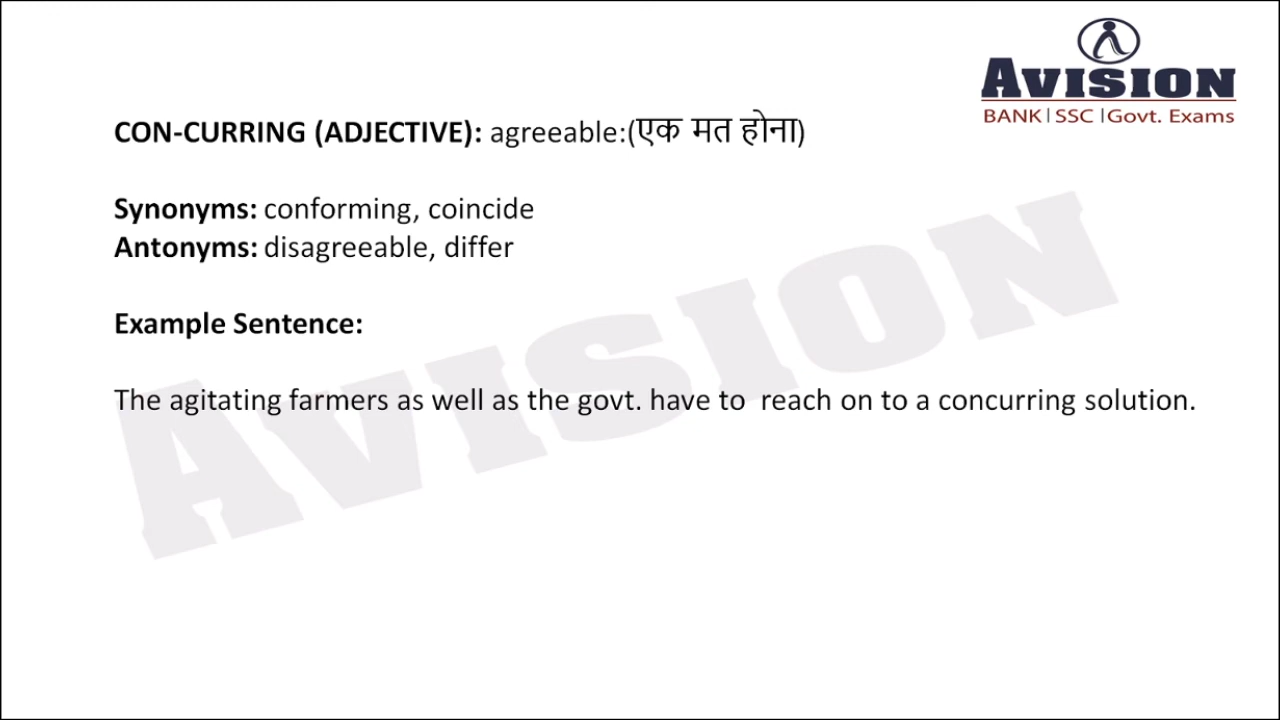 AVISION
BANK | SSC | Govt. Exams
CON-CURRING (ADJECTIVE): agreeable:(एक मत होना)
Synonyms: conforming, coincide
Antonyms: disagreeable, differ
Example Sentence:
The agitating farmers as well as the govt. have to  reach on to a concurring solution.
AVISION